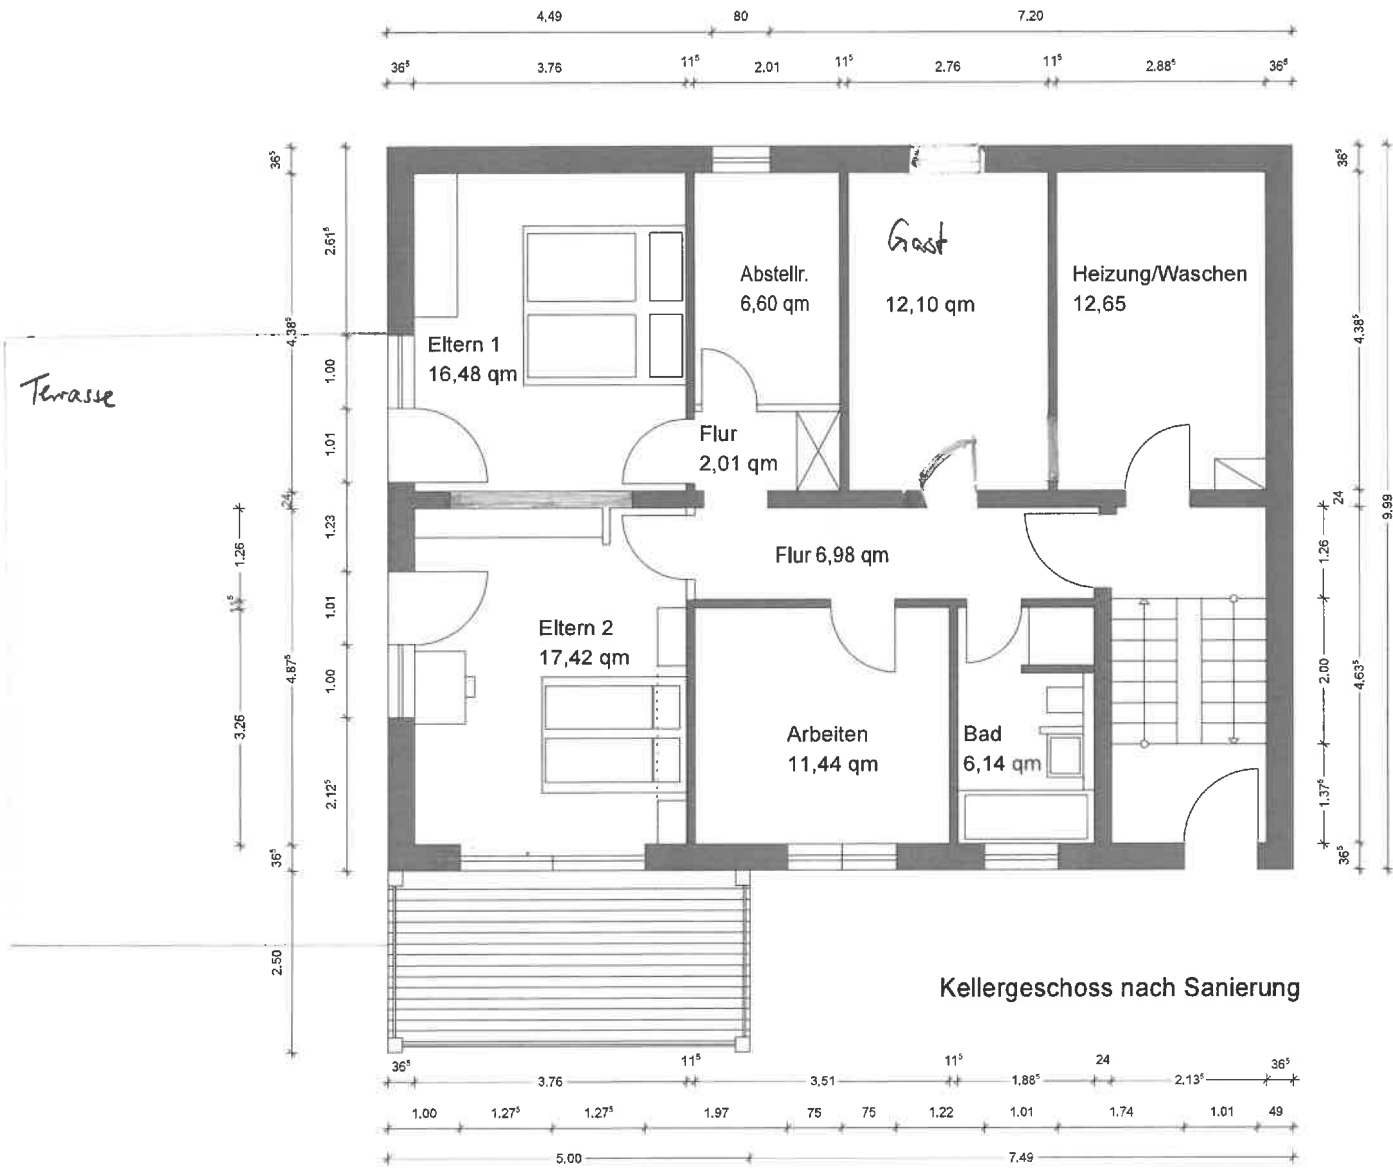 4.49 80 7.20
36⁵ 3.76 11⁵ 2.01 11⁵ 2.76 11⁵ 2.88⁵ 36⁵
36⁵
2.61⁵
4.38⁵
1.00
1.01
24
1.23
1.26
11⁵
1.01
4.87⁵
1.00
3.26
2.12⁵
36⁵
2.50
Terrasse
Eltern 1
16,48 qm
Abstellr.
6,60 qm
Gast
12,10 qm
Heizung/Waschen
12,65
Flur
2,01 qm
Flur 6,98 qm
Eltern 2
17,42 qm
Arbeiten
11,44 qm
Bad
6,14 qm
36⁵
4.38⁵
24
9.99
1.26
2.00
4.63⁵
1.37⁵
36⁵
Kellergeschoss nach Sanierung
36⁵ 3.76 11⁵ 3,51 11⁵ 1.88⁵ 24 2.13⁵ 36⁵
1.00 1.27⁵ 1.27⁵ 1.97 75 75 1.22 1.01 1.74 1.01 49
5,00 7.49